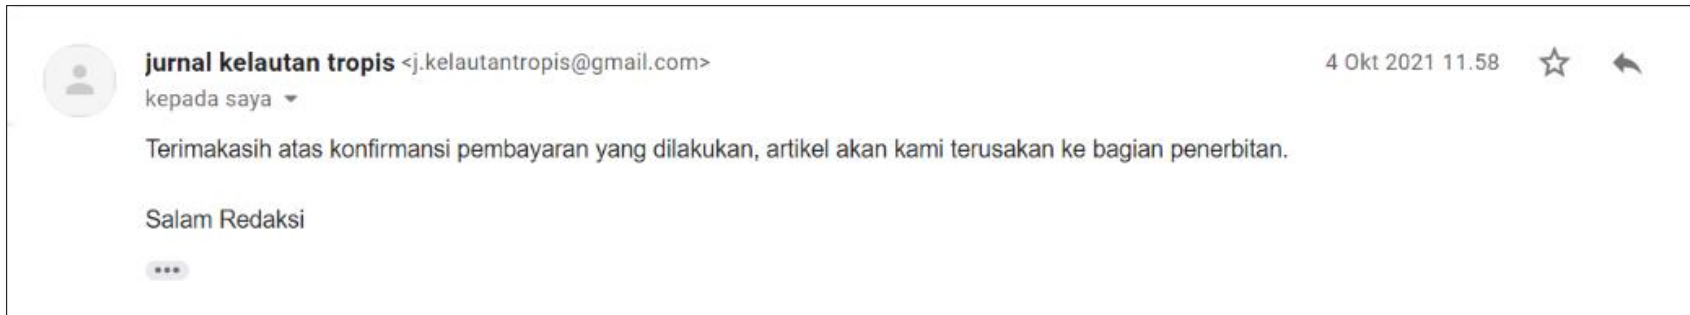 jurnal kelautan tropis <j.kelautantropis@gmail.com> 4 Okt 2021 11.58
kepada saya
Terimakasih atas konfirmansi pembayaran yang dilakukan, artikel akan kami terusakan ke bagian penerbitan.
Salam Redaksi